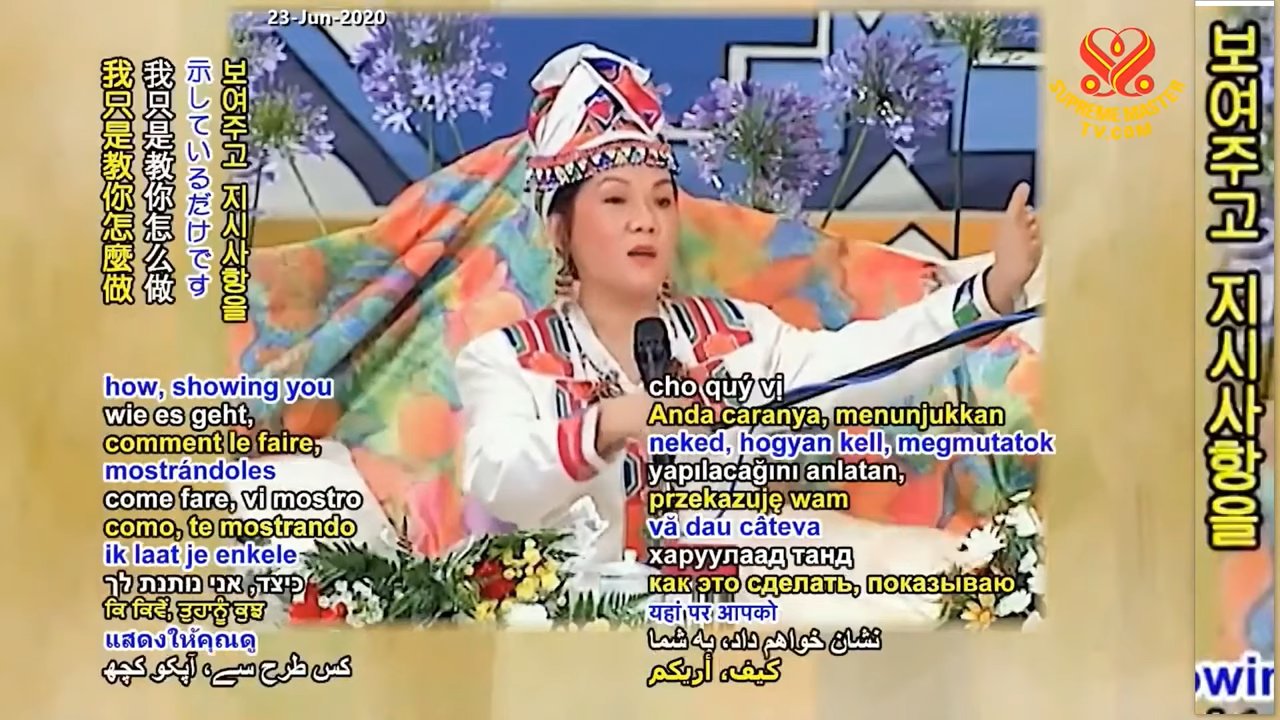 23-Jun-2020
SUPREME MASTER
TV.COM
보여주고 지시사항을
示しているだけです
我只是教你怎么做
我只是教你怎麼做
how, showing you
wie es geht,
comment le faire,
mostrándoles
come fare, vi mostro
como, te mostrando
ik laat je enkele
כיצד, אני נותנת לך
ਕਿ ਕਿਵੇਂ, ਤੁਹਾਨੂੰ ਕੁਝ
แสดงให้คุณดู
کس طرح سے، آپکو کچھ
cho quý vị
Anda caranya, menunjukkan
neked, hogyan kell, megmutatok
yapılacağını anlatan,
przekazuję wam
vă dau câteva
харуулаад танд
как это сделать, показываю
यहां पर आपको
نشان خواهم داد، به شما
كيف، أريكم
보여주고 지시사항을